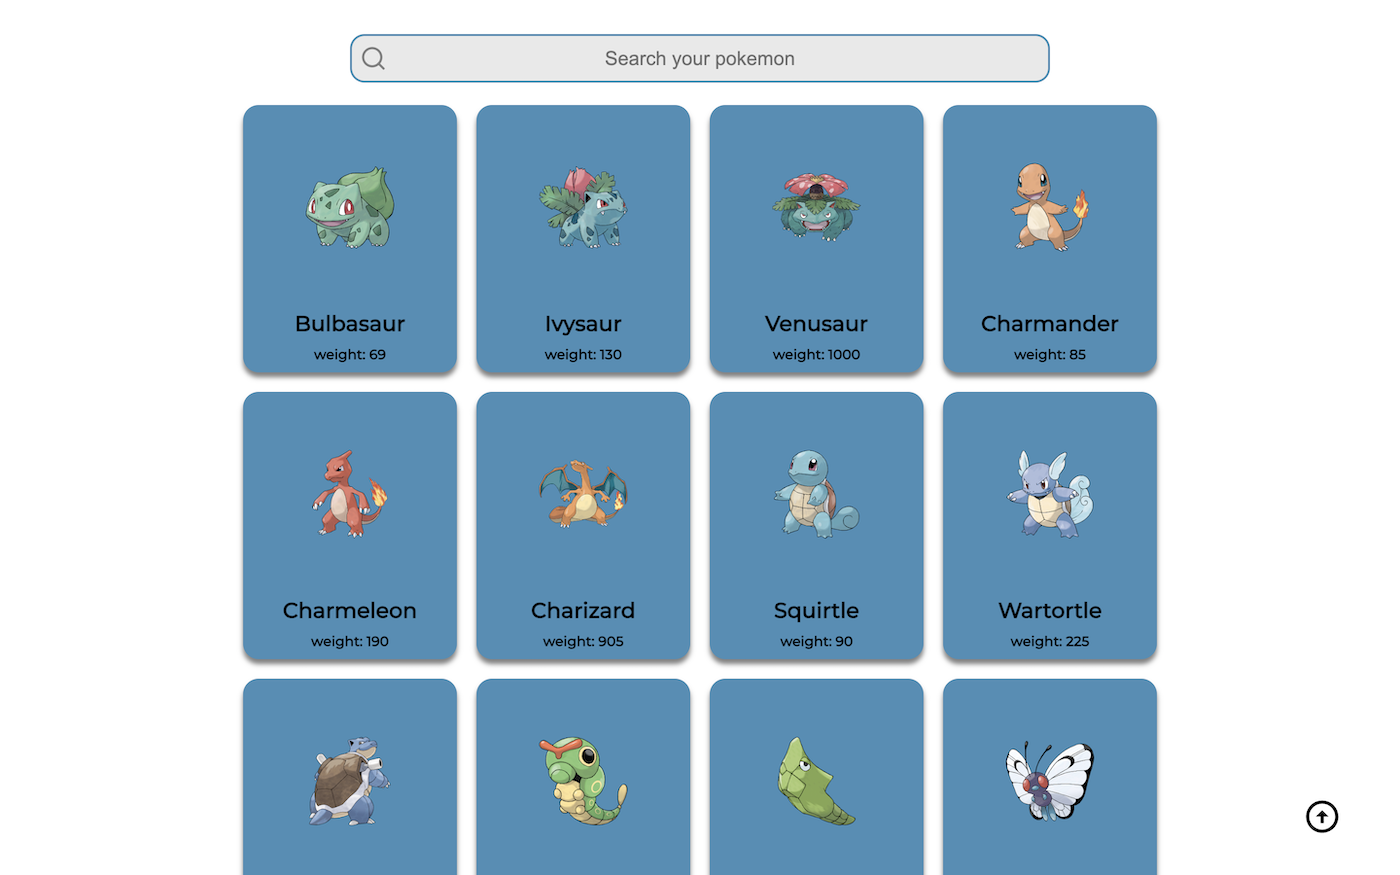 Search your pokemon
Bulbasaur
weight: 69
Ivysaur
weight: 130
Venusaur
weight: 1000
Charmander
weight: 85
Charmeleon
weight: 190
Charizard
weight: 905
Squirtle
weight: 90
Wartortle
weight: 225